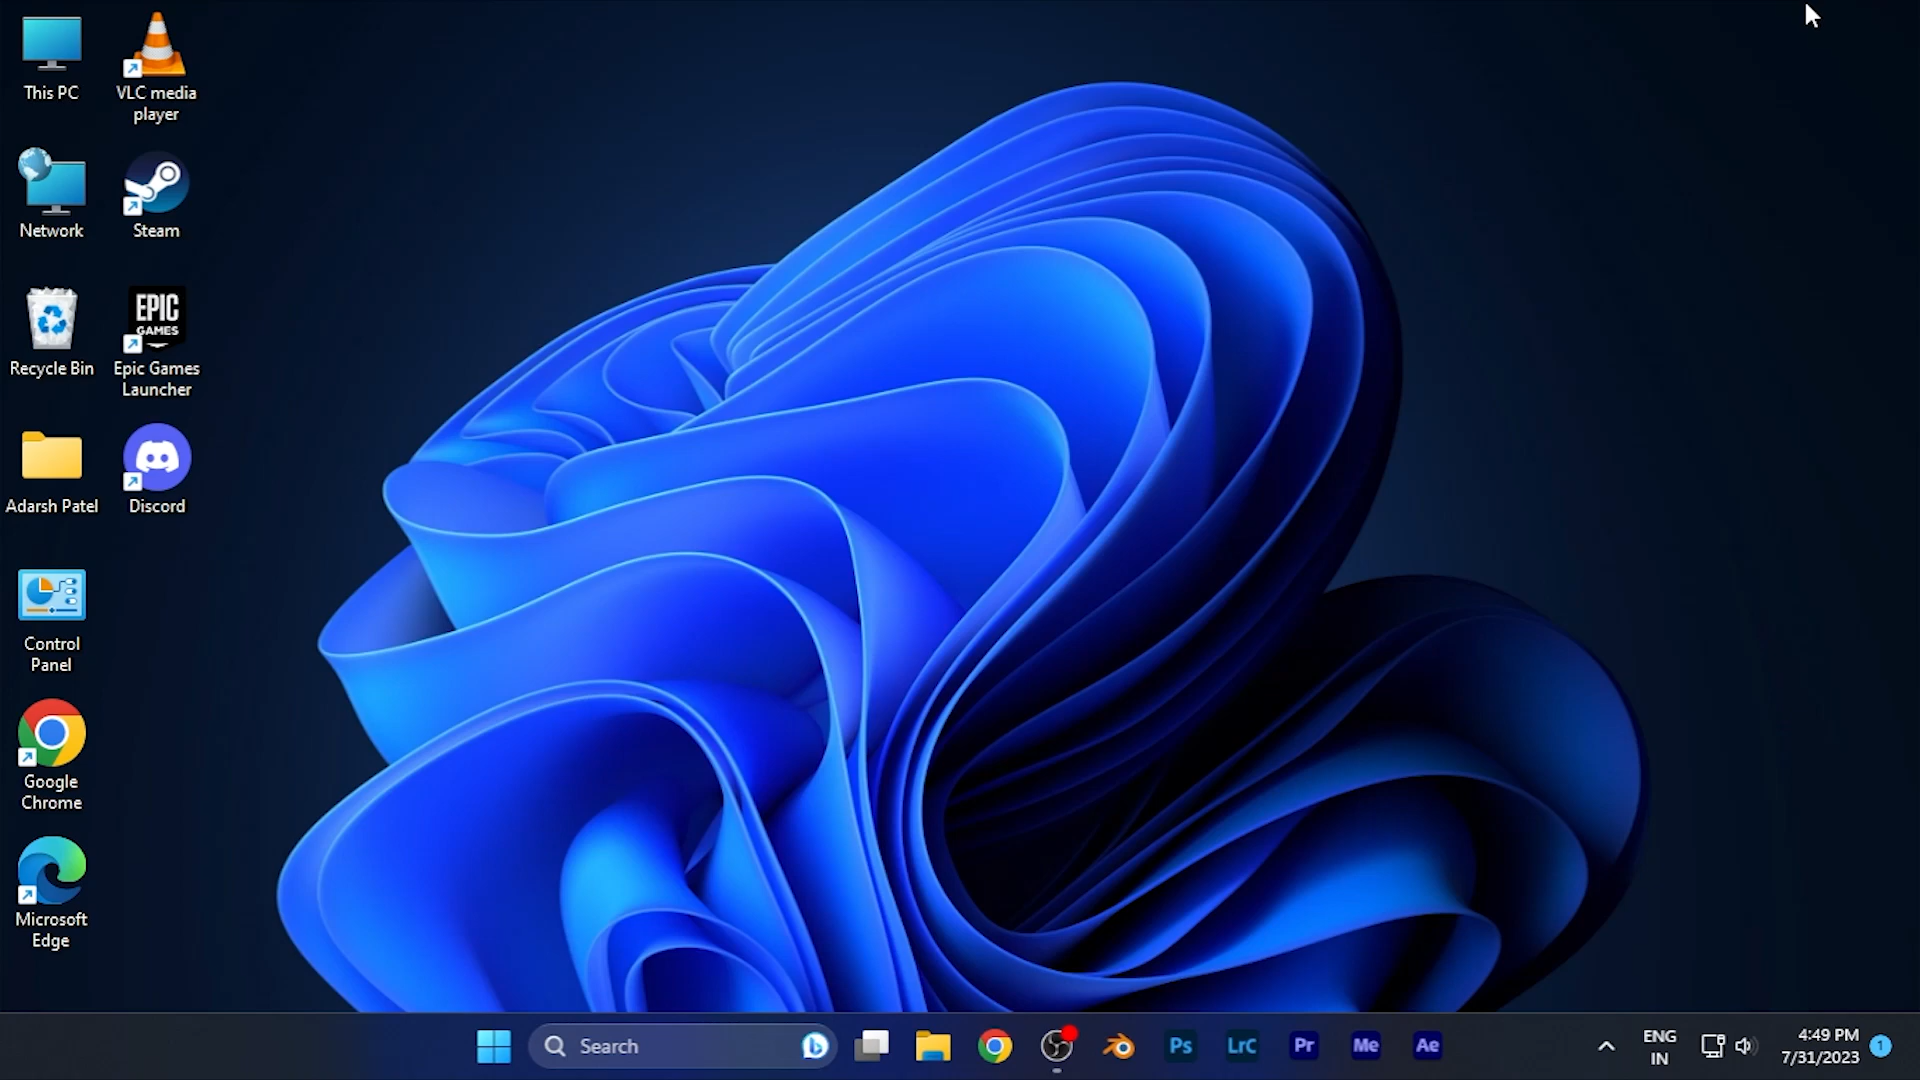 This PC
VLC media
player
Network
Steam
Recycle Bin
EPIC
GAMES
Epic Games
Launcher
Adarsh Patel
Discord
Control
Panel
Google
Chrome
Microsoft
Edge
Search
Ps
LrC
Pr
Me
Ae
ENG
IN
4:49 PM
7/31/2023
1